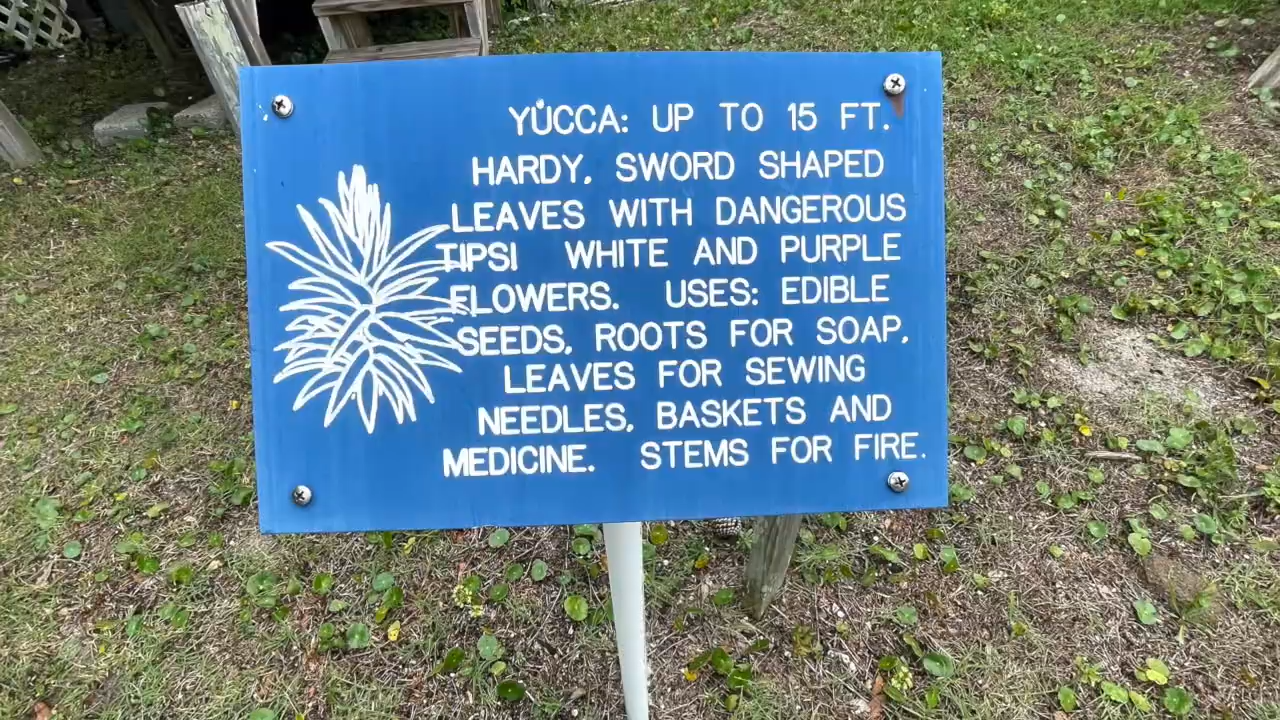 YUCCA: UP TO 15 FT.
HARDY, SWORD SHAPED
LEAVES WITH DANGEROUS
TIPS! WHITE AND PURPLE
FLOWERS. USES: EDIBLE
SEEDS, ROOTS FOR SOAP,
LEAVES FOR SEWING
NEEDLES, BASKETS AND
MEDICINE. STEMS FOR FIRE.